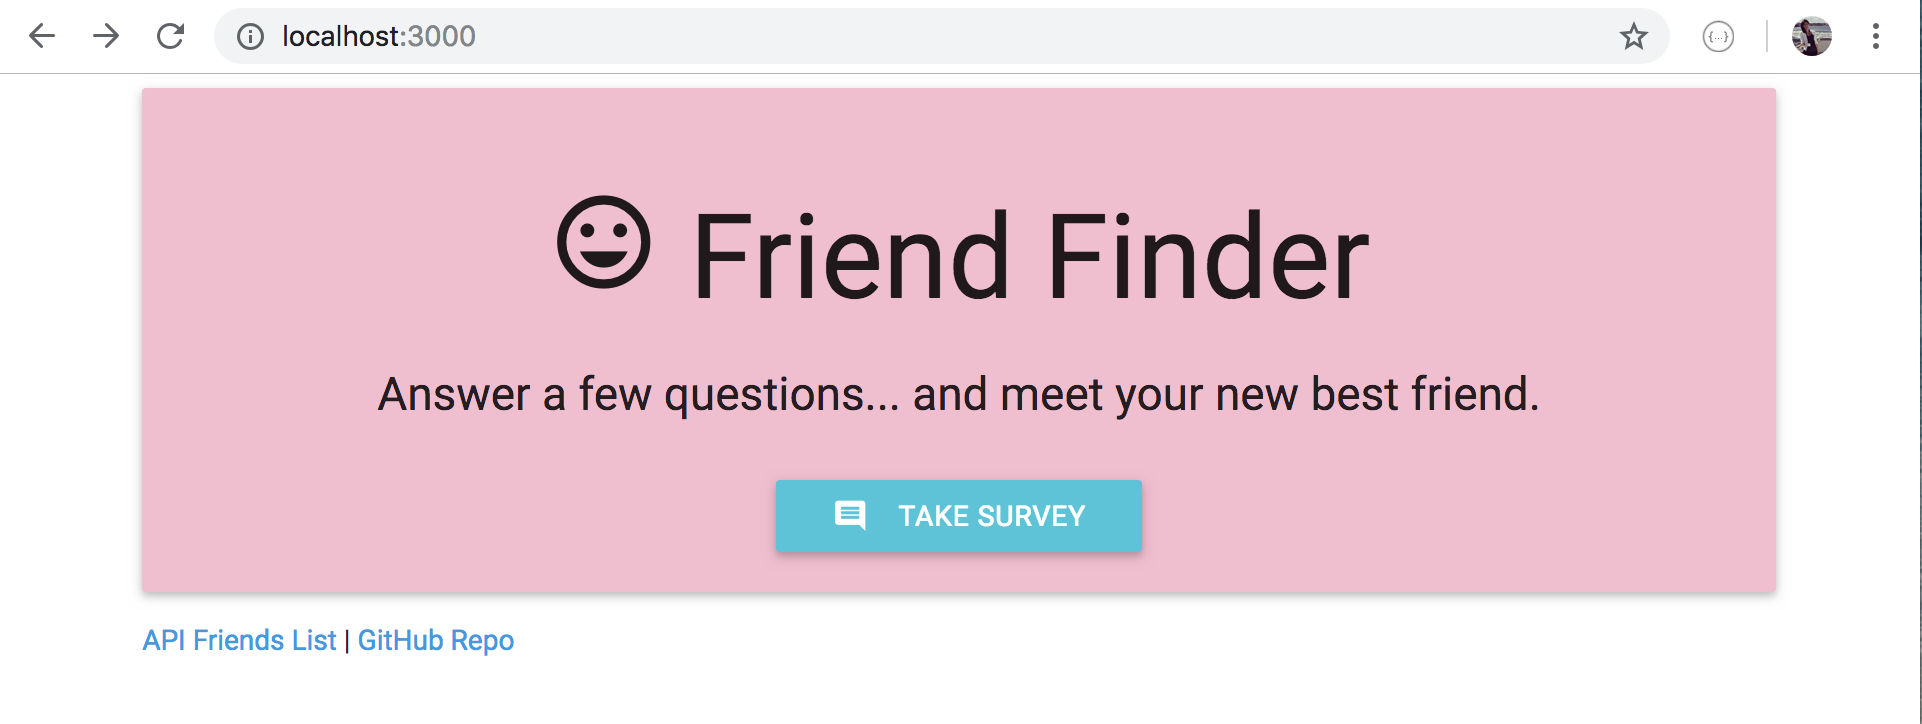 localhost:3000
Friend Finder
Answer a few questions... and meet your new best friend.
TAKE SURVEY
API Friends List | GitHub Repo